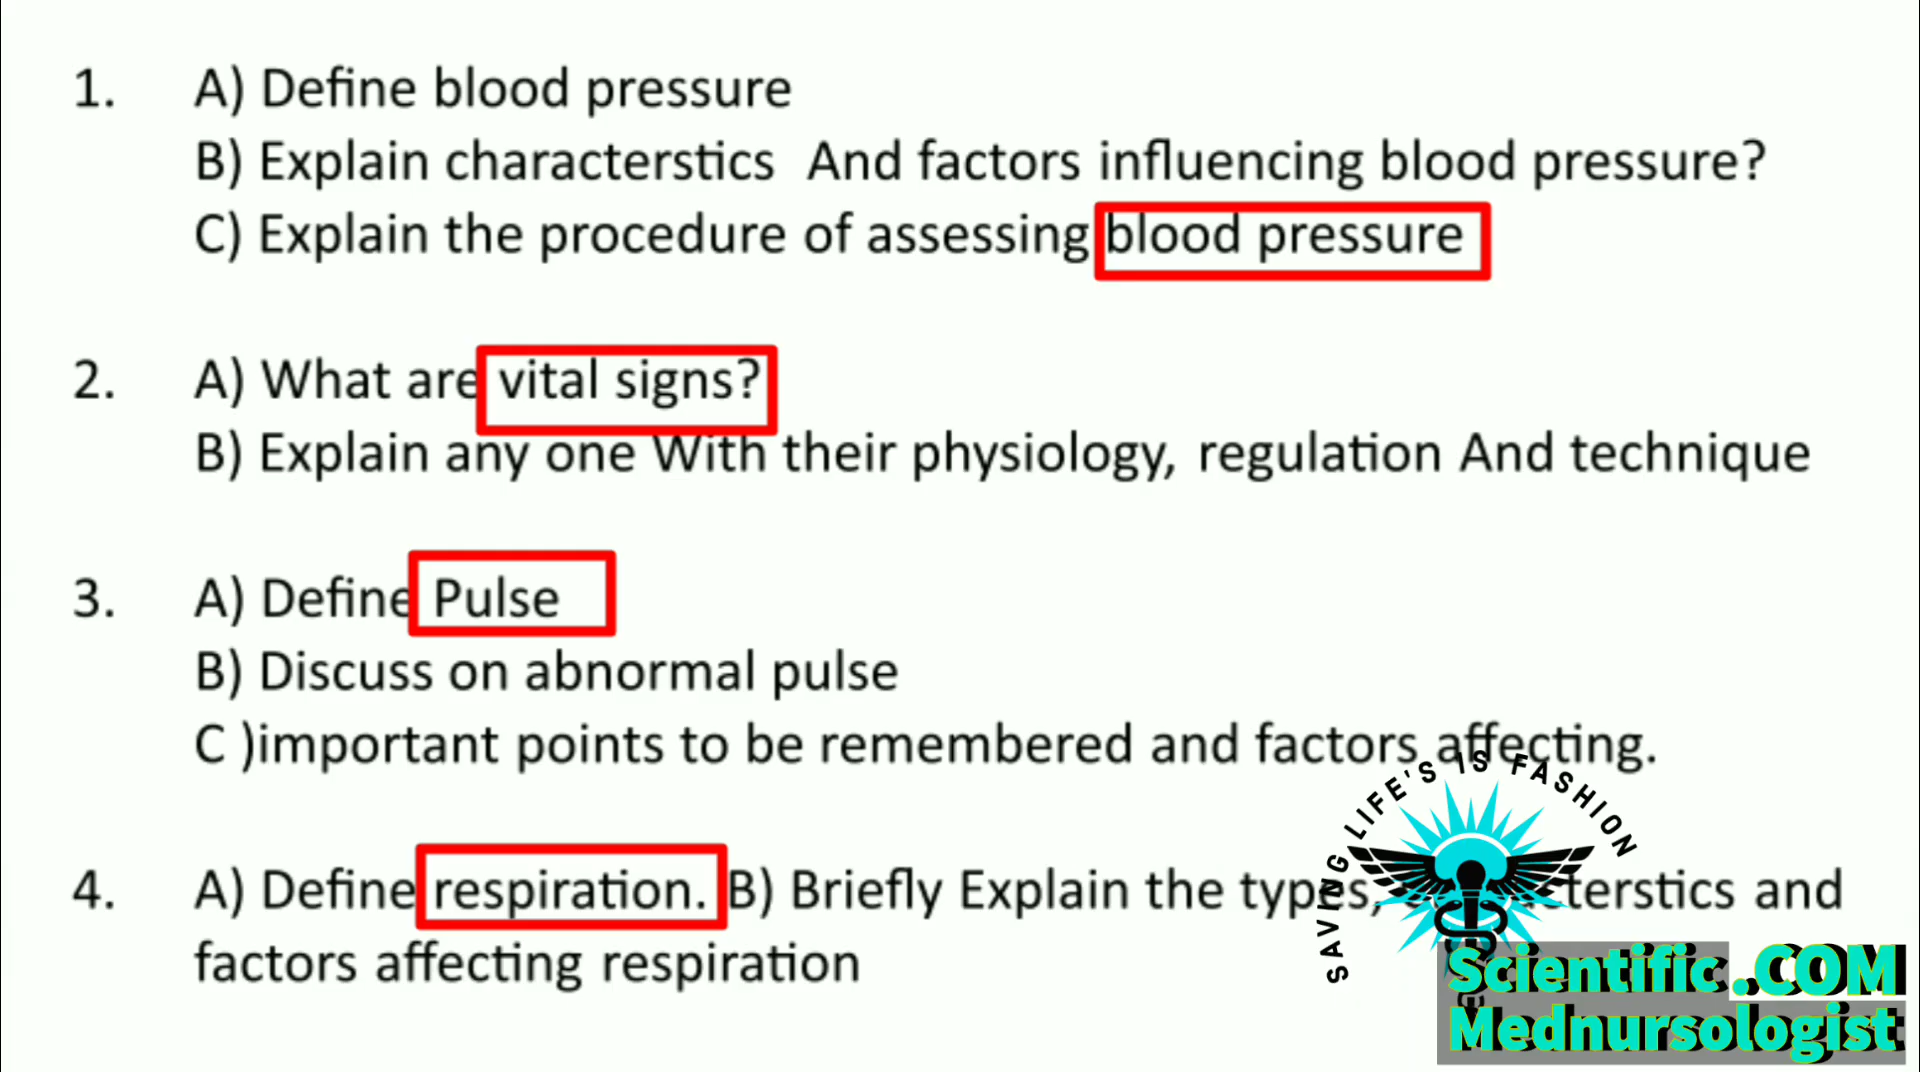 1. A) Define blood pressure
B) Explain characterstics And factors influencing blood pressure?
C) Explain the procedure of assessing blood pressure
2. A) What are vital signs?
B) Explain any one With their physiology, regulation And technique
3. A) Define Pulse
B) Discuss on abnormal pulse
C )important points to be remembered and factors affecting.
4. A) Define respiration. B) Briefly Explain the types, and
factors affecting respiration
SAVING LIFE'S IS FASHION
Scientific .COM
Mednursologist